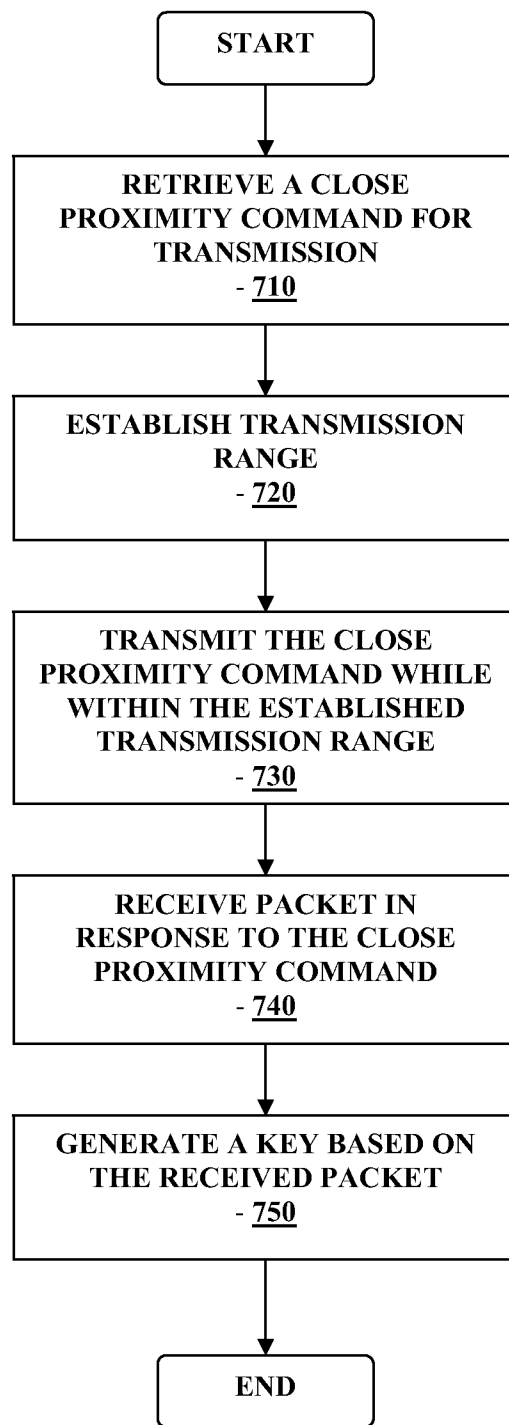 START
RETRIEVE A CLOSE
PROXIMITY COMMAND FOR
TRANSMISSION
- 710
ESTABLISH TRANSMISSION
RANGE
- 720
TRANSMIT THE CLOSE
PROXIMITY COMMAND WHILE
WITHIN THE ESTABLISHED
TRANSMISSION RANGE
- 730
RECEIVE PACKET IN
RESPONSE TO THE CLOSE
PROXIMITY COMMAND
- 740
GENERATE A KEY BASED ON
THE RECEIVED PACKET
- 750
END